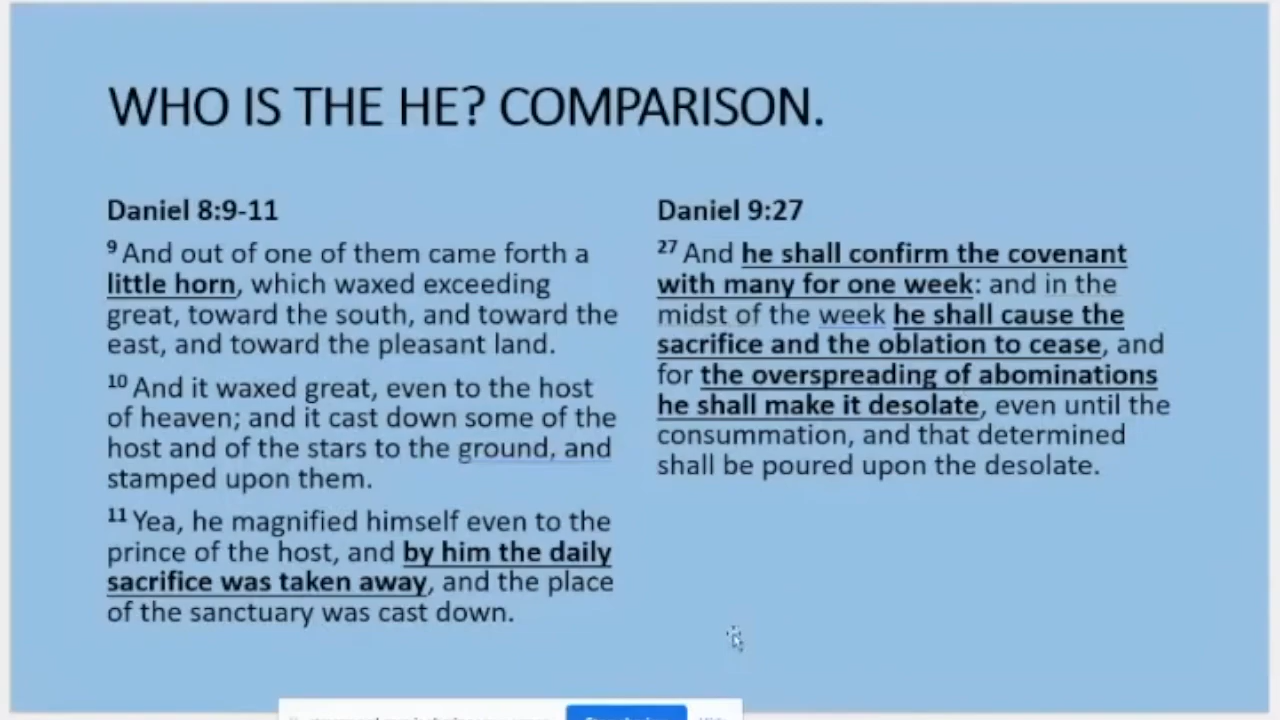 WHO IS THE HE? COMPARISON.
Daniel 8:9-11
9 And out of one of them came forth a
little horn, which waxed exceeding
great, toward the south, and toward the
east, and toward the pleasant land.
10 And it waxed great, even to the host
of heaven; and it cast down some of the
host and of the stars to the ground, and
stamped upon them.
11 Yea, he magnified himself even to the
prince of the host, and by him the daily
sacrifice was taken away, and the place
of the sanctuary was cast down.
Daniel 9:27
27 And he shall confirm the covenant
with many for one week: and in the
midst of the week he shall cause the
sacrifice and the oblation to cease, and
for the overspreading of abominations
he shall make it desolate, even until the
consummation, and that determined
shall be poured upon the desolate.